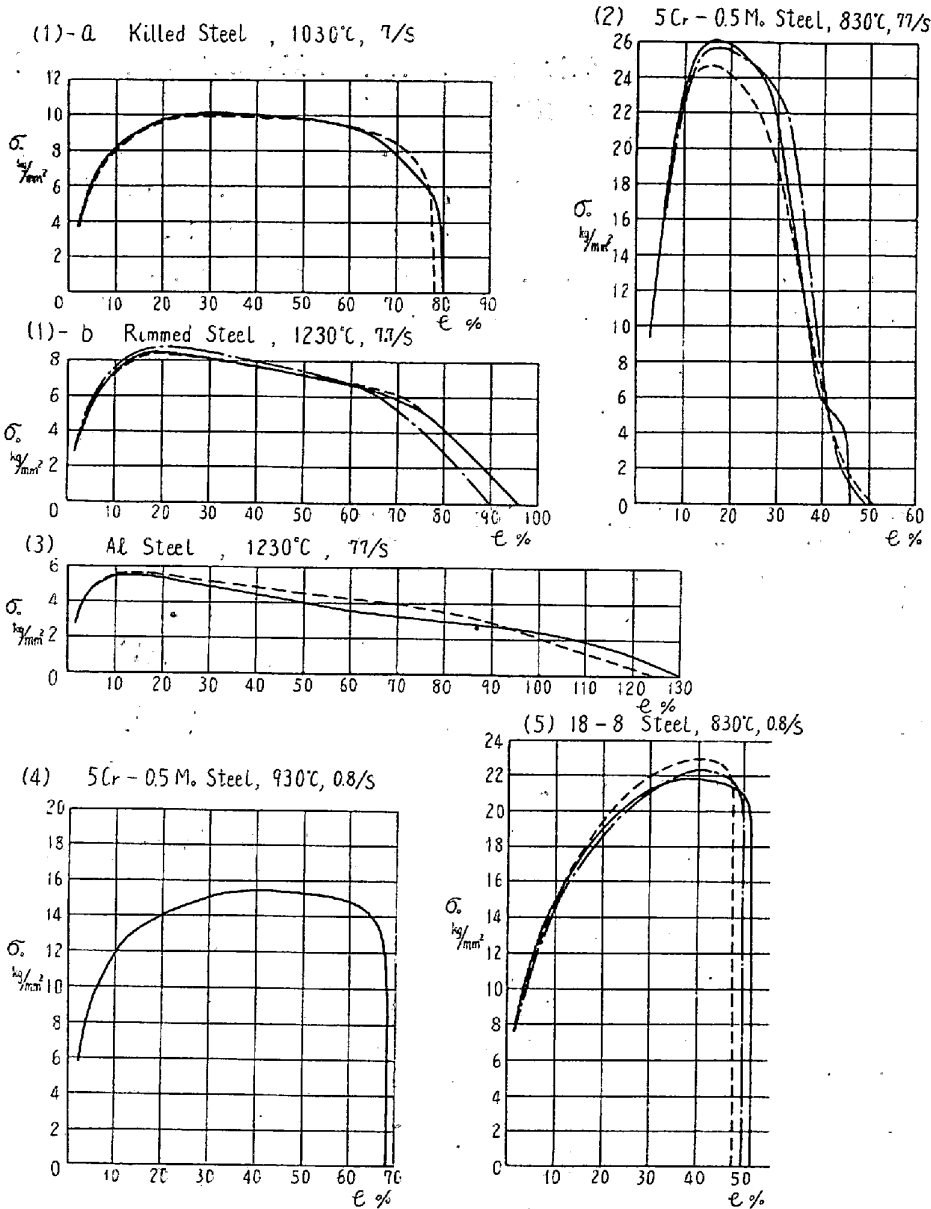 (1)-a Killed Steel , 1030℃, 7/s
12
10
8
6
4
2
0 10 20 30 40 50 60 70 80 90
σ₀
kg/mm²
e %
(1)-b Rimmed Steel , 1230℃, 77/s
8
6
4
2
0 10 20 30 40 50 60 70 80 90 100
σ₀
kg/mm²
e %
(2) 5Cr-0.5Mo Steel, 830℃, 77/s
26
24
22
20
18
16
14
12
10
8
6
4
2
0 10 20 30 40 50 60
σ₀
kg/mm²
e %
(3) Al Steel , 1230℃ , 77/s
6
4
2
0 10 20 30 40 50 60 70 80 90 100 110 120 130
σ₀
kg/mm²
e %
(4) 5Cr-0.5Mo Steel, 930℃, 0.8/s
20
18
16
14
12
10
8
6
4
2
0 10 20 30 40 50 60 70
σ₀
kg/mm²
e %
(5) 18-8 Steel, 830℃, 0.8/s
24
22
20
18
16
14
12
10
8
6
4
2
0 10 20 30 40 50
σ₀
kg/mm²
e %